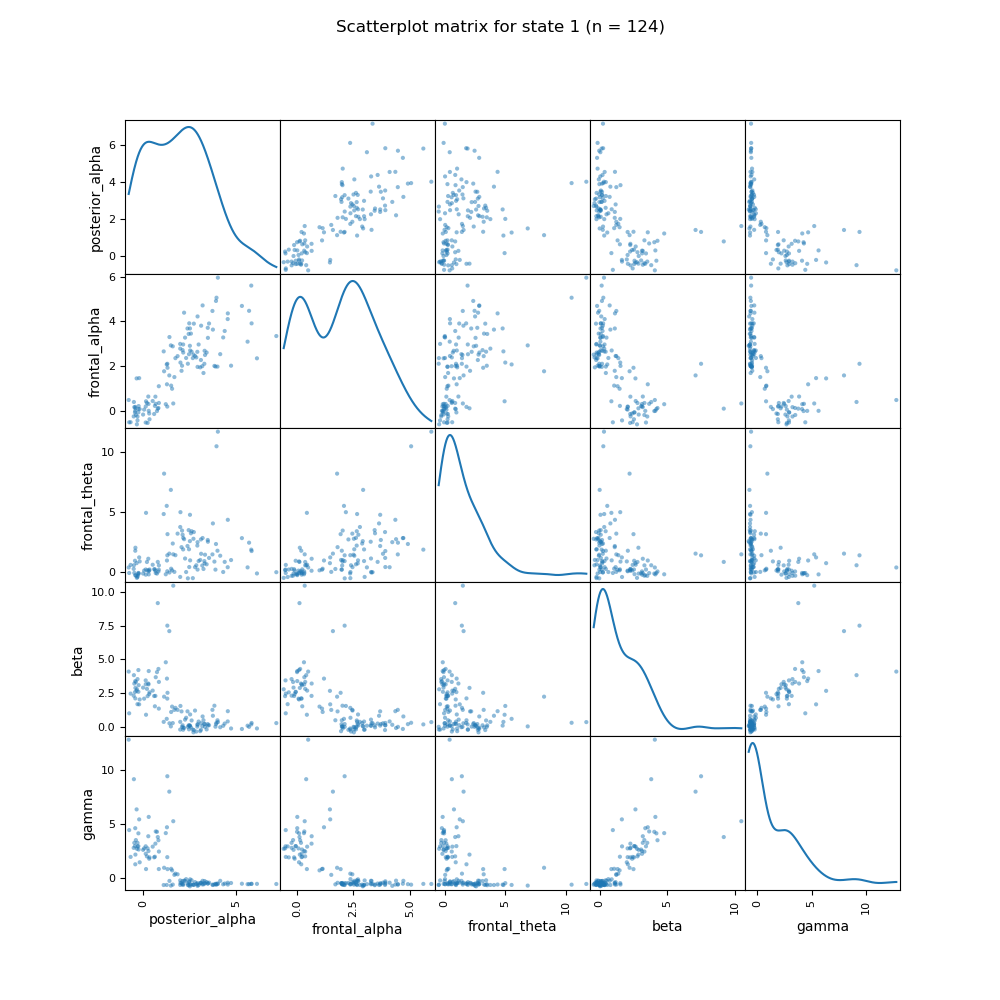 Scatterplot matrix for state 1 (n = 124)
posterior_alpha
6
4
2
0
frontal_alpha
6
4
2
0
frontal_theta
10
5
0
beta
10.0
7.5
5.0
2.5
0.0
gamma
10
5
0
0 5
0.0 2.5 5.0
0 5 10
0 5 10
0 5 10
posterior_alpha frontal_alpha frontal_theta beta gamma